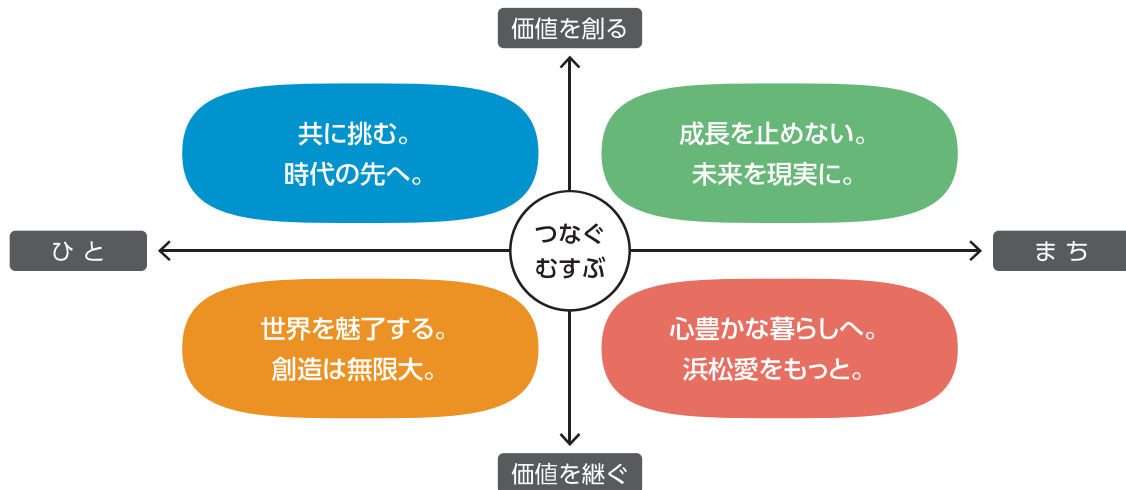 価値を創る
共に挑む。
時代の先へ。
成長を止めない。
未来を現実に。
ひと
つなぐ
むすぶ
まち
世界を魅了する。
創造は無限大。
心豊かな暮らしへ。
浜松愛をもっと。
価値を継ぐ